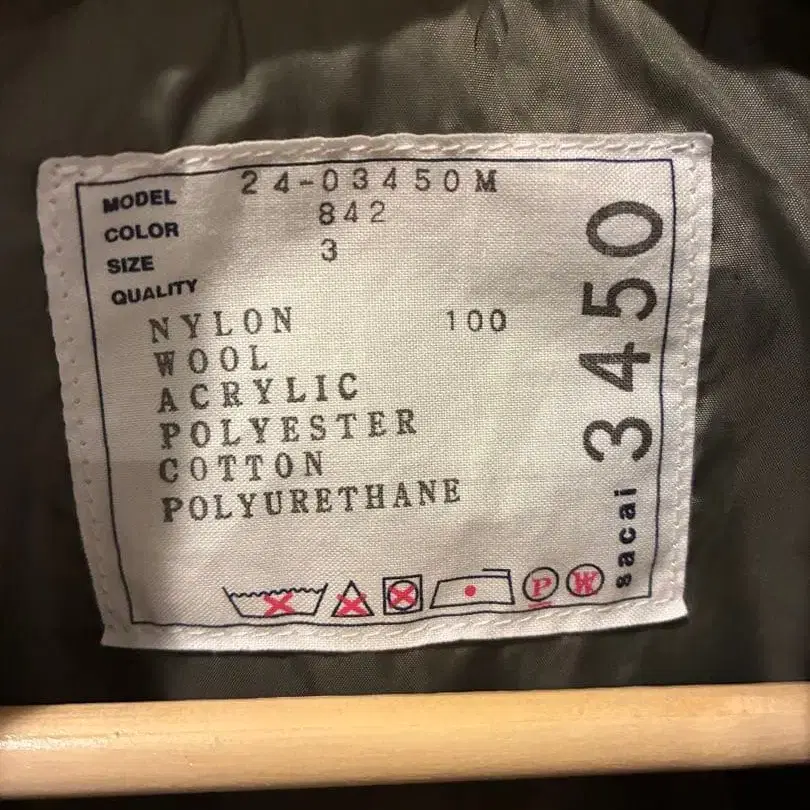 MODEL 24-03450M
COLOR 842
SIZE 3
QUALITY
NYLON 100
WOOL
ACRYLIC
POLYESTER
COTTON
POLYURETHANE
P W
sacai 3450